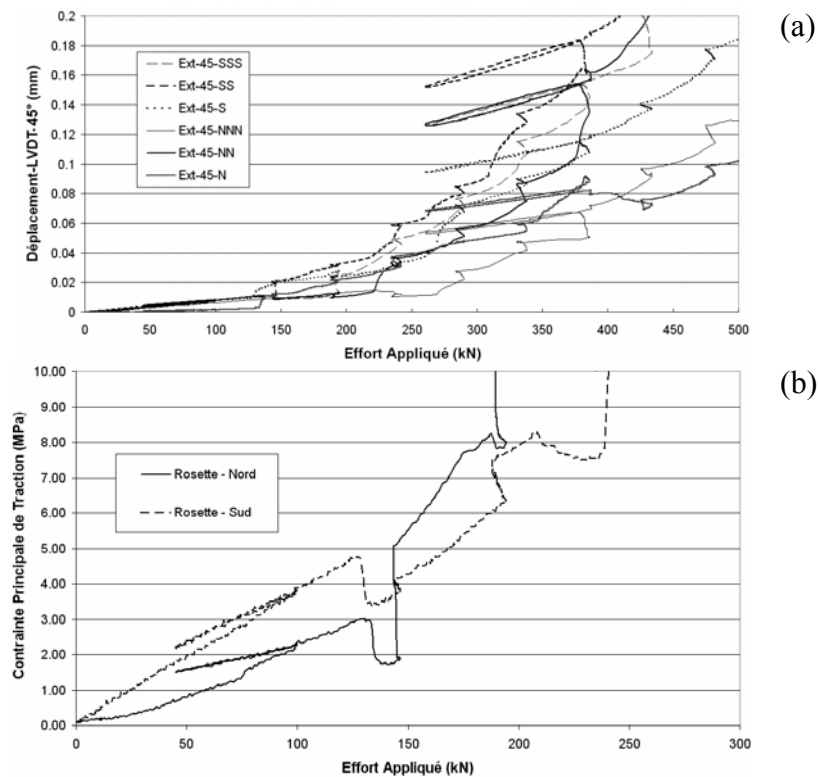 (a)
Déplacement-LVDT-45° (mm)
0.2
0.18
0.16
0.14
0.12
0.1
0.08
0.06
0.04
0.02
0
Ext-45-SSS
Ext-45-SS
Ext-45-S
Ext-45-NNN
Ext-45-NN
Ext-45-N
0 50 100 150 200 250 300 350 400 450 500
Effort Appliqué (kN)
(b)
Contrainte Principale de Traction (MPa)
10.00
9.00
8.00
7.00
6.00
5.00
4.00
3.00
2.00
1.00
0.00
Rosette - Nord
Rosette - Sud
0 50 100 150 200 250 300
Effort Appliqué (kN)